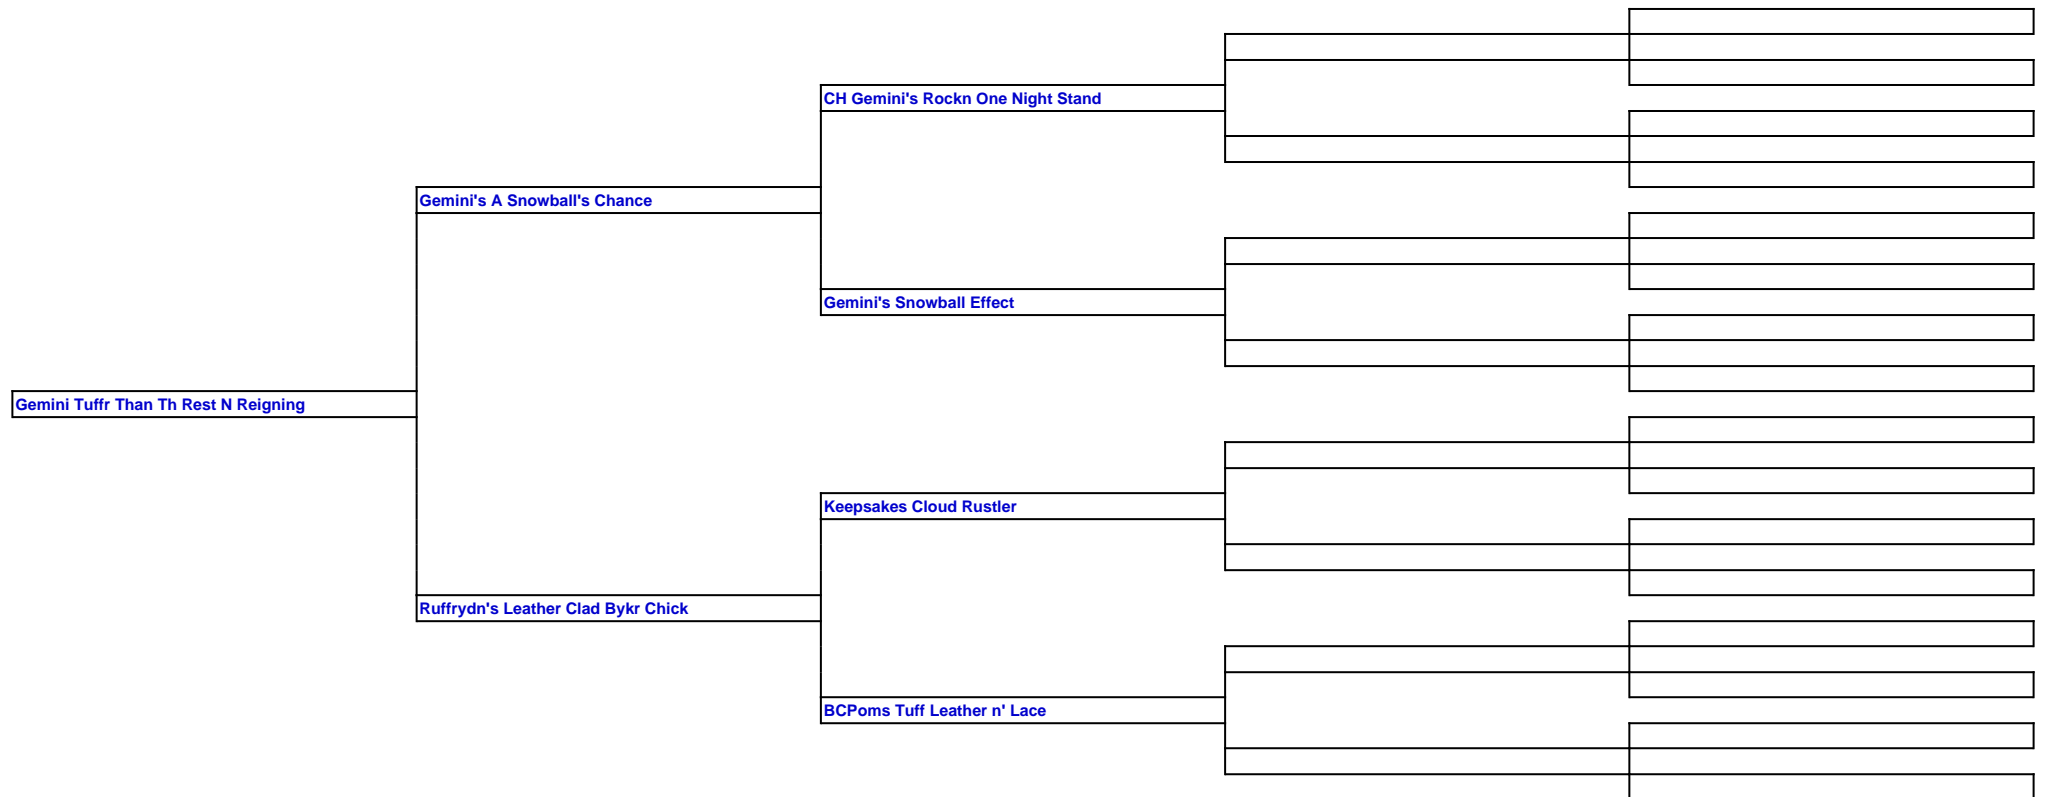 CH Gemini's Rockn One Night Stand
Gemini's A Snowball's Chance
Gemini's Snowball Effect
Gemini Tuffr Than Th Rest N Reigning
Keepsakes Cloud Rustler
Ruffrydn's Leather Clad Bykr Chick
BCPoms Tuff Leather n' Lace